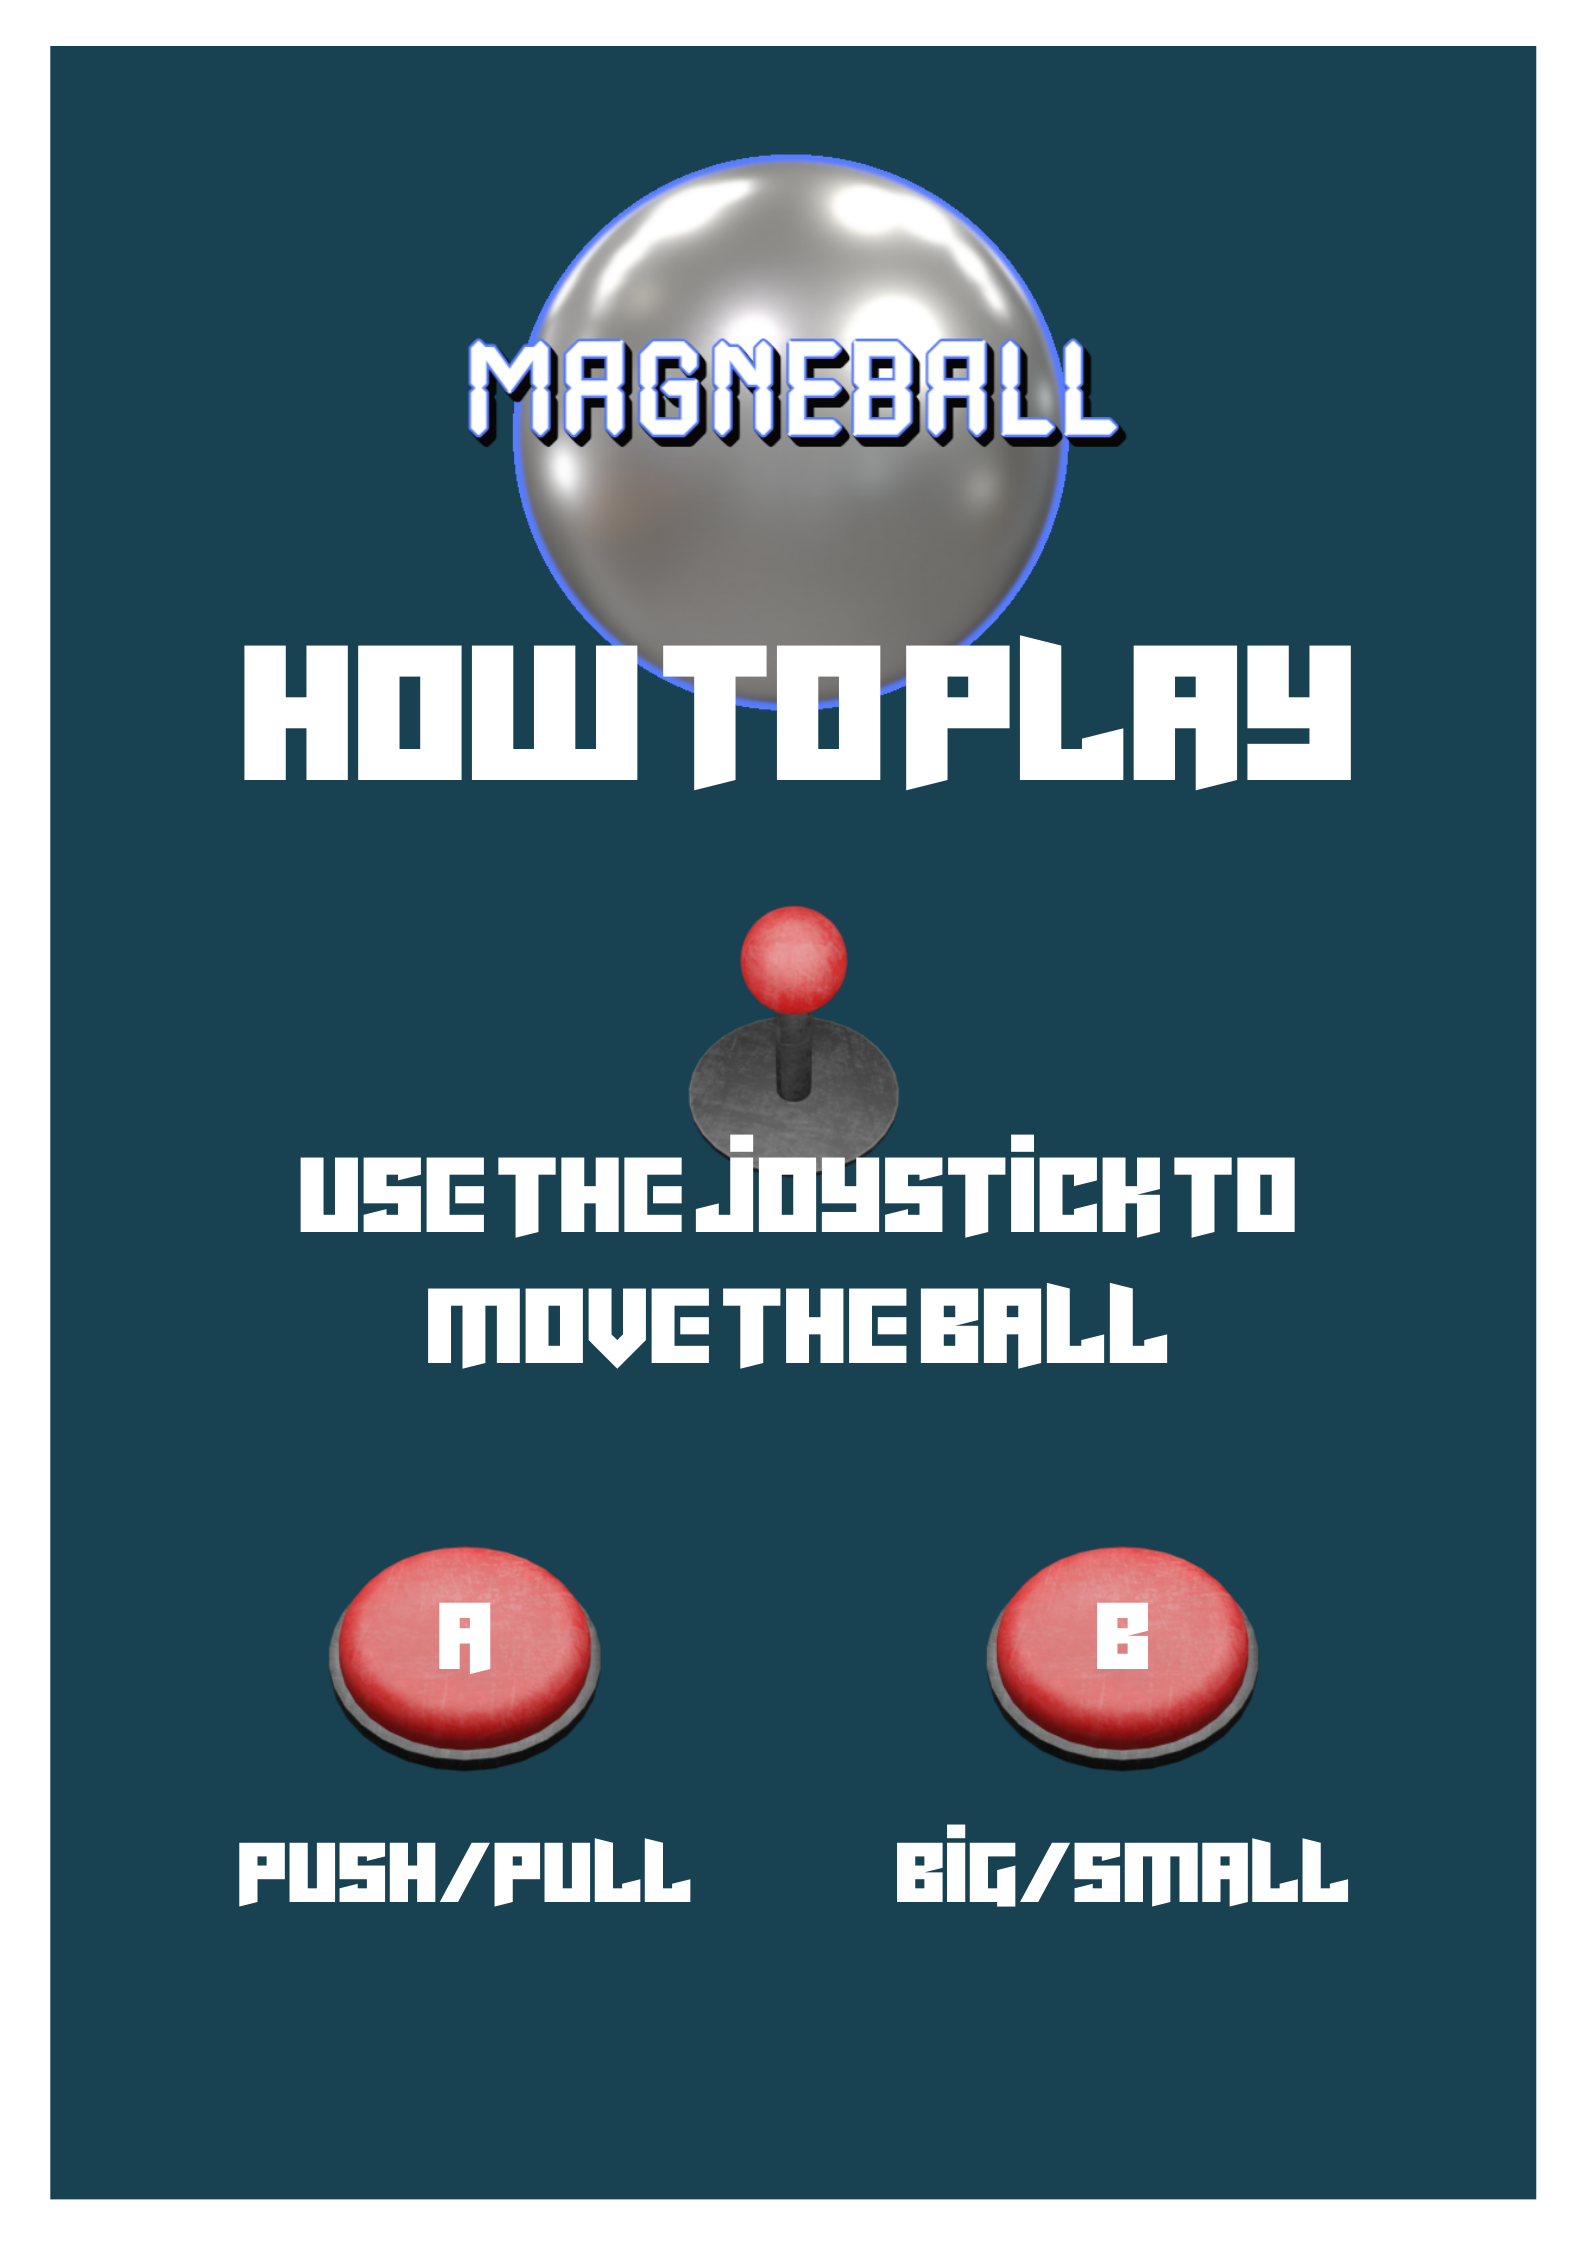 MAGNEBALL
HOW TO PLAY
USE THE JOYSTICK TO
MOVE THE BALL
A
B
PUSH/PULL
BIG/SMALL